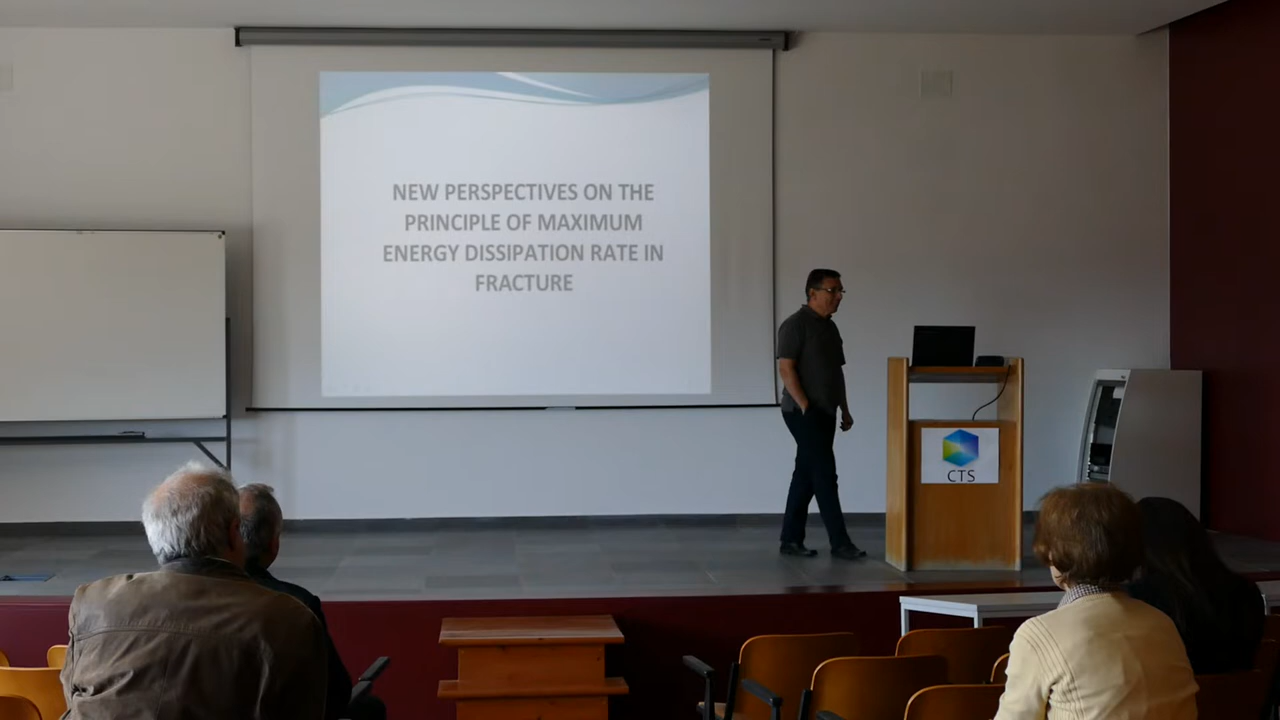 NEW PERSPECTIVES ON THE
PRINCIPLE OF MAXIMUM
ENERGY DISSIPATION RATE IN
FRACTURE
CTS